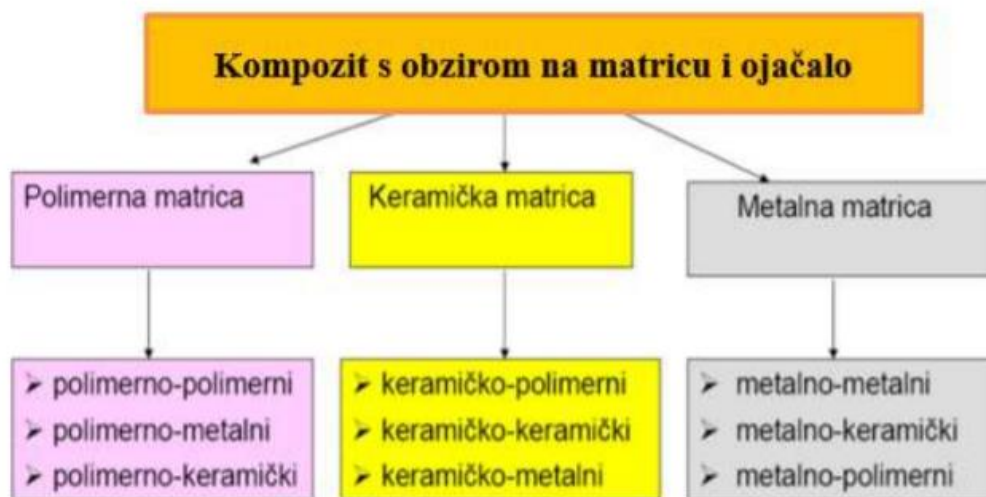 Kompozit s obzirom na matricu i ojačalo
Polimerna matrica
Keramička matrica
Metalna matrica
➢ polimerno-polimerni
➢ polimerno-metalni
➢ polimerno-keramički
➢ keramičko-polimerni
➢ keramičko-keramički
➢ keramičko-metalni
➢ metalno-metalni
➢ metalno-keramički
➢ metalno-polimerni